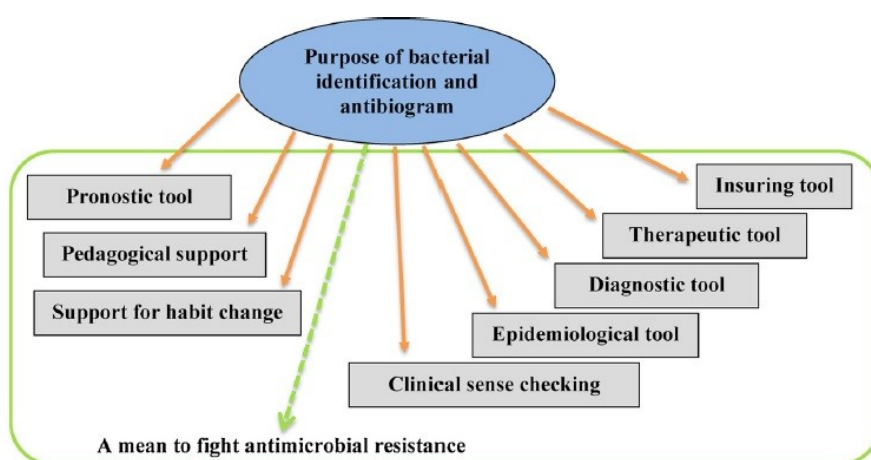 Purpose of bacterial
identification and
antibiogram
Pronostic tool
Pedagogical support
Support for habit change
Insuring tool
Therapeutic tool
Diagnostic tool
Epidemiological tool
Clinical sense checking
A mean to fight antimicrobial resistance